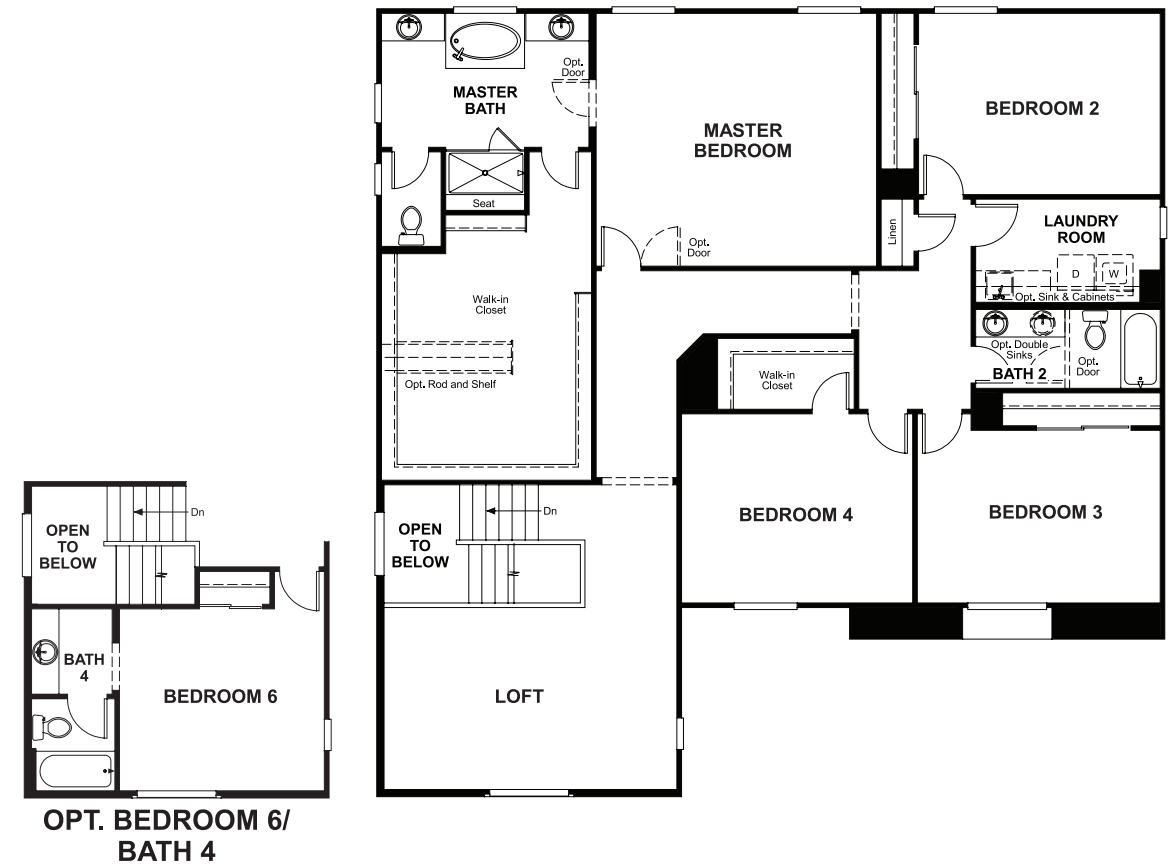 Opt.
Door
MASTER
BATH
MASTER
BEDROOM
BEDROOM 2
Seat
Linen
LAUNDRY
ROOM
Opt.
Door
D
W
Opt. Sink & Cabinets
Walk-in
Closet
Opt. Double
Sinks
BATH 2
Opt.
Door
Opt. Rod and Shelf
Walk-in
Closet
BEDROOM 4
BEDROOM 3
Dn
OPEN
TO
BELOW
LOFT
Dn
OPEN
TO
BELOW
BATH
4
BEDROOM 6
OPT. BEDROOM 6/
BATH 4